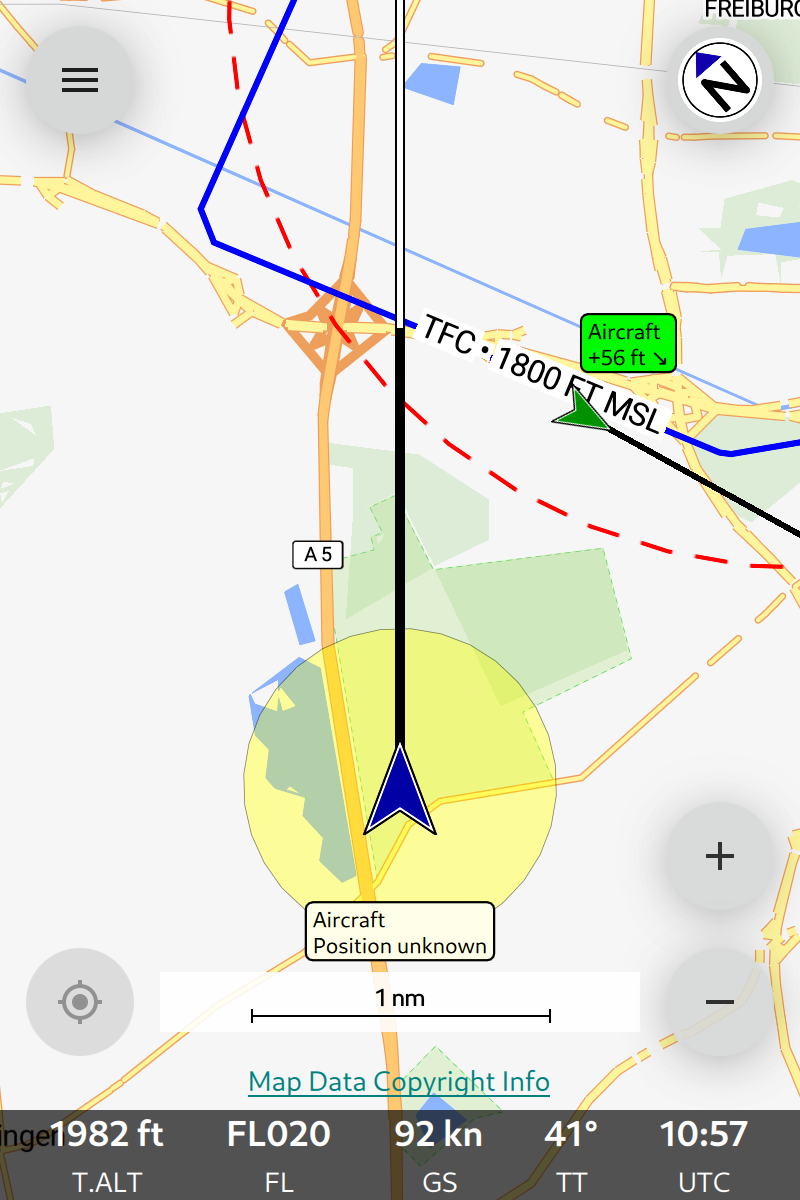 FREIBURG
N
Aircraft
+56 ft ↘
TFC • 1800 FT MSL
A 5
Aircraft
Position unknown
1 nm
Map Data Copyright Info
ingen
1982 ft FL020 92 kn 41° 10:57
T.ALT FL GS TT UTC